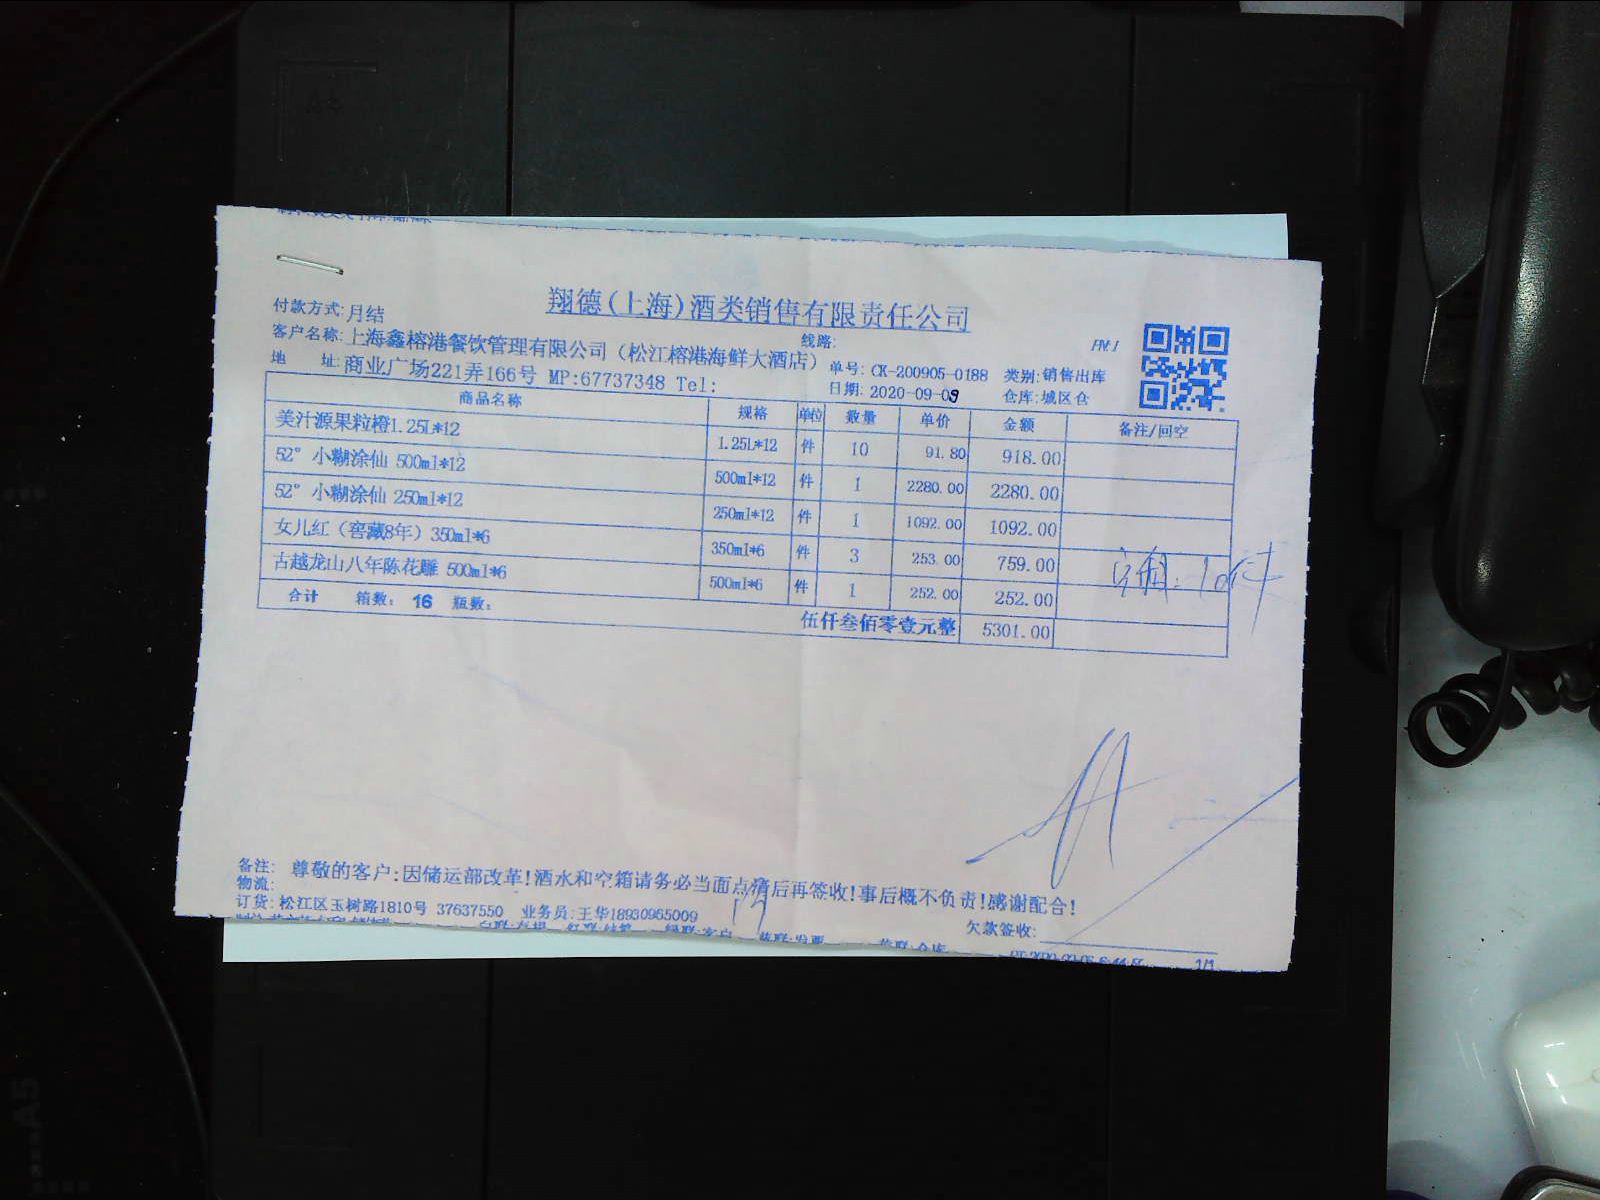 翔德(上海)酒类销售有限责任公司
付款方式:月结
线路:
客户名称:上海鑫榕港餐饮管理有限公司（松江榕港海鲜大酒店）
单号: CK-200905-0188 类别:销售出库
地 址:商业广场221弄166号 MP:67737348 Tel:
日期: 2020-09-09 仓库:城区仓
商品名称 规格 单位 数量 单价 金额 备注/回空
美汁源果粒橙1.25L*12 1.25L*12 件 10 91.80 918.00
52° 小糊涂仙 500ml*12 500ml*12 件 1 2280.00 2280.00
52° 小糊涂仙 250ml*12 250ml*12 件 1 1092.00 1092.00
女儿红（窖藏8年）350ml*6 350ml*6 件 3 253.00 759.00
古越龙山八年陈花雕 500ml*6 500ml*6 件 1 252.00 252.00
合计 箱数: 16 瓶数: 伍仟叁佰零壹元整 5301.00
备注: 尊敬的客户:因储运部改革!酒水和空箱请务必当面点清后再签收!事后概不负责!感谢配合!
物流:
订货:松江区玉树路1810号 37637550 业务员:王华18930965009
欠款签收:
1/1